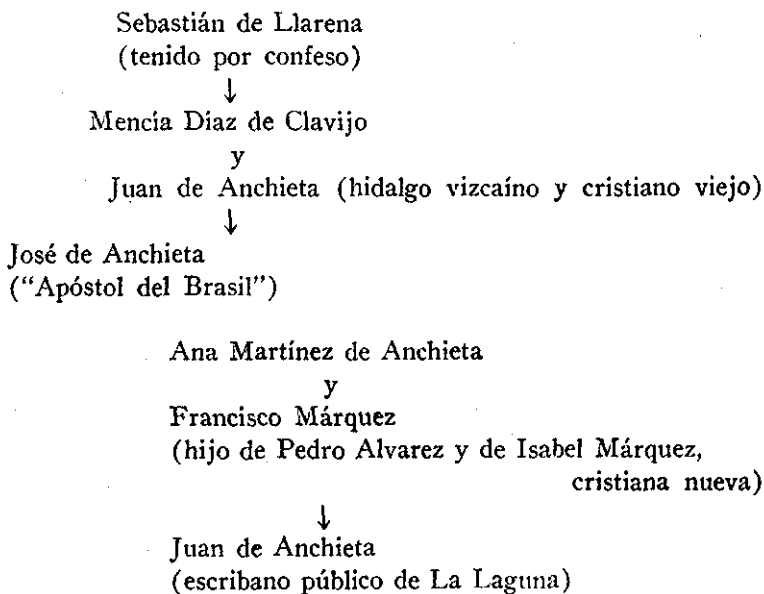 Sebastián de Llarena
(tenido por confeso)
↓
Mencía Díaz de Clavijo
y
Juan de Anchieta (hidalgo vizcaíno y cristiano viejo)
↓
José de Anchieta
("Apóstol del Brasil")
Ana Martínez de Anchieta
y
Francisco Márquez
(hijo de Pedro Alvarez y de Isabel Márquez,
cristiana nueva)
↓
Juan de Anchieta
(escribano público de La Laguna)